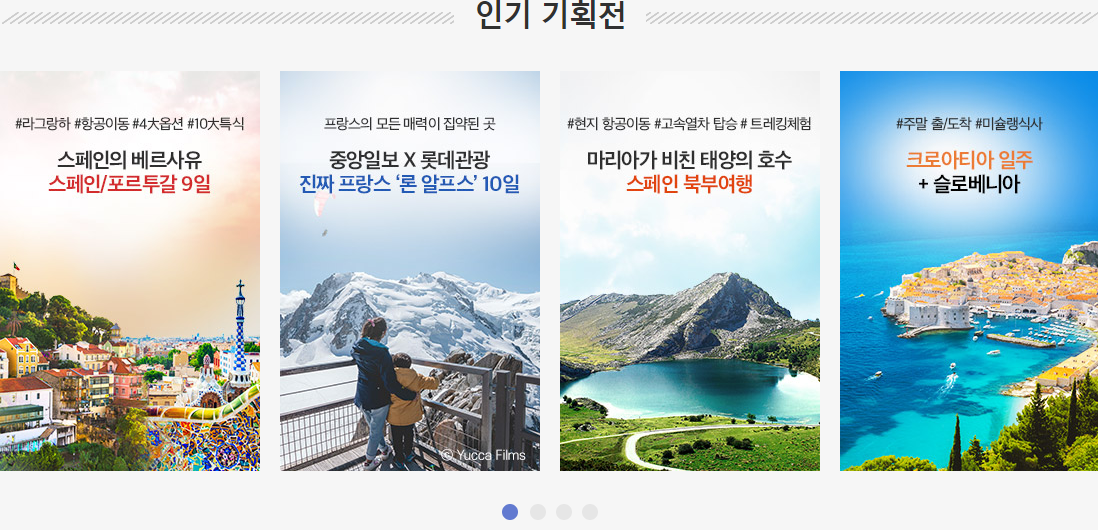 인기 기획전
#라그랑하 #항공이동 #4大옵션 #10大특식
스페인의 베르사유
스페인/포르투갈 9일
프랑스의 모든 매력이 집약된 곳
중앙일보 X 롯데관광
진짜 프랑스 ‘론 알프스’ 10일
© Yucca Films
#현지 항공이동 #고속열차 탑승 # 트레킹체험
마리아가 비친 태양의 호수
스페인 북부여행
#주말 출/도착 #미슐랭식사
크로아티아 일주
+ 슬로베니아